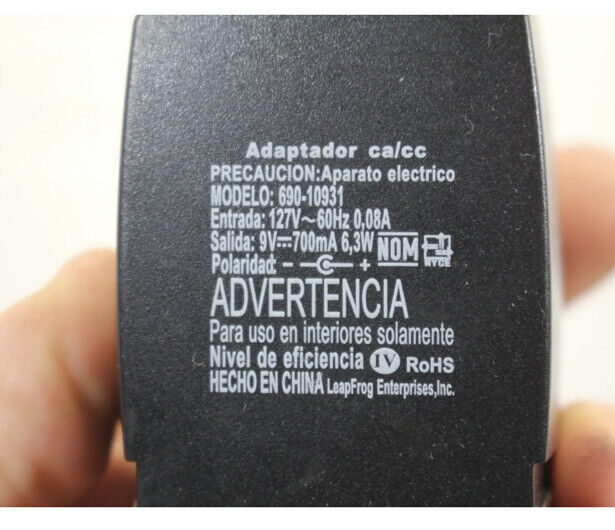 Adaptador ca/cc
PRECAUCION:Aparato electrico
MODELO: 690-10931
Entrada: 127V～60Hz 0,08A
Salida: 9V⎓700mA 6,3W NOM NYCE
Polaridad: - +
ADVERTENCIA
Para uso en interiores solamente
Nivel de eficiencia IV RoHS
HECHO EN CHINA LeapFrog Enterprises,Inc.